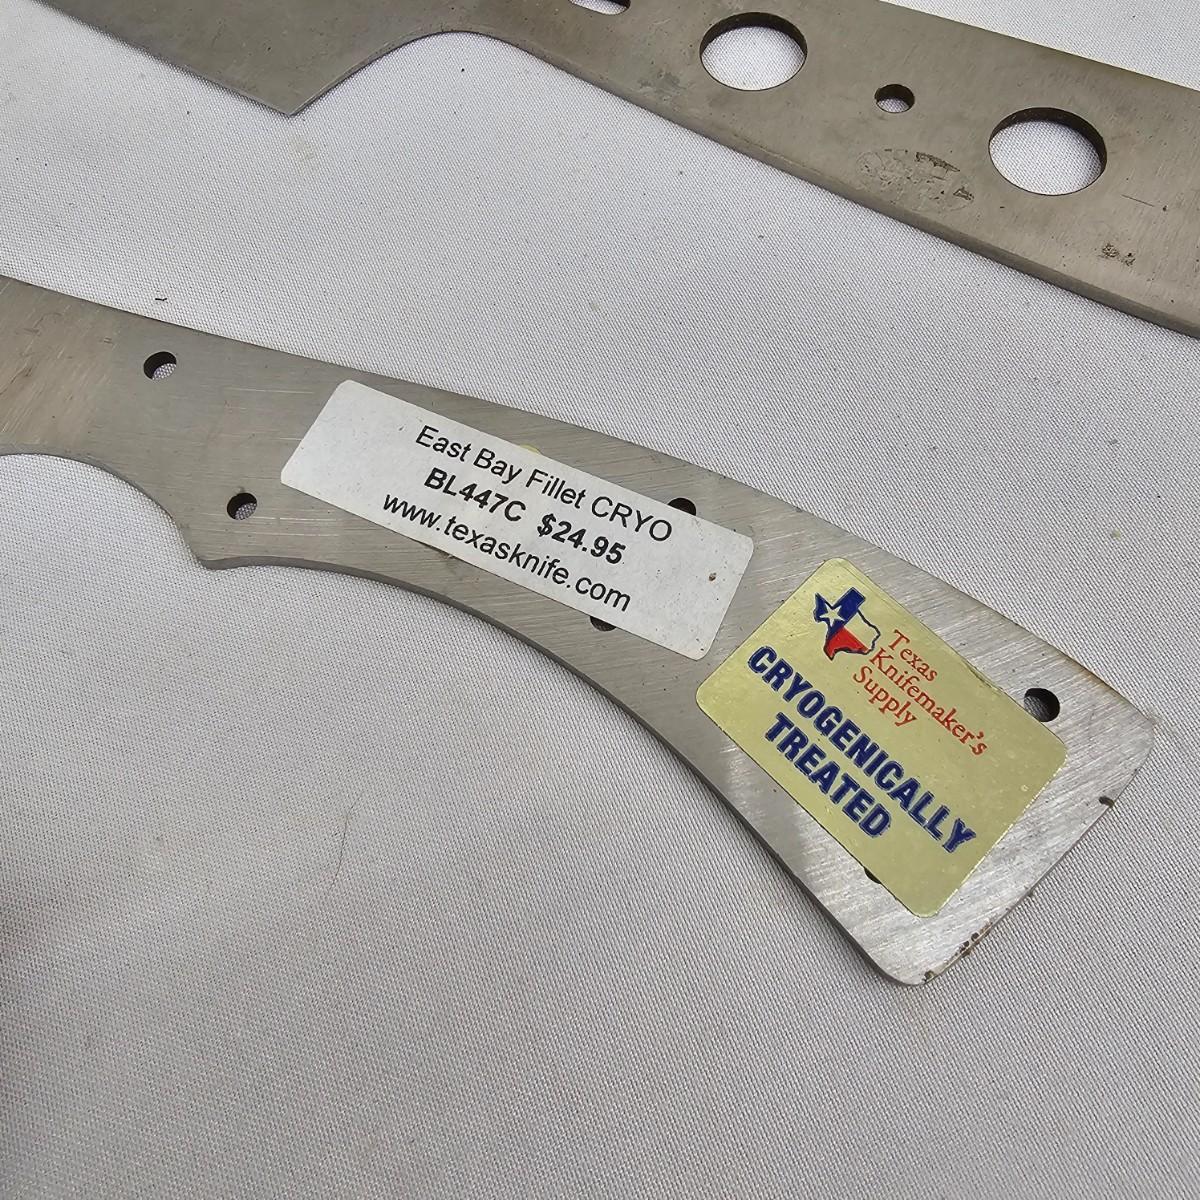 East Bay Fillet CRYO
BL447C $24.95
www.texasknife.com
Texas
Knifemaker's
Supply
CRYOGENICALLY
TREATED